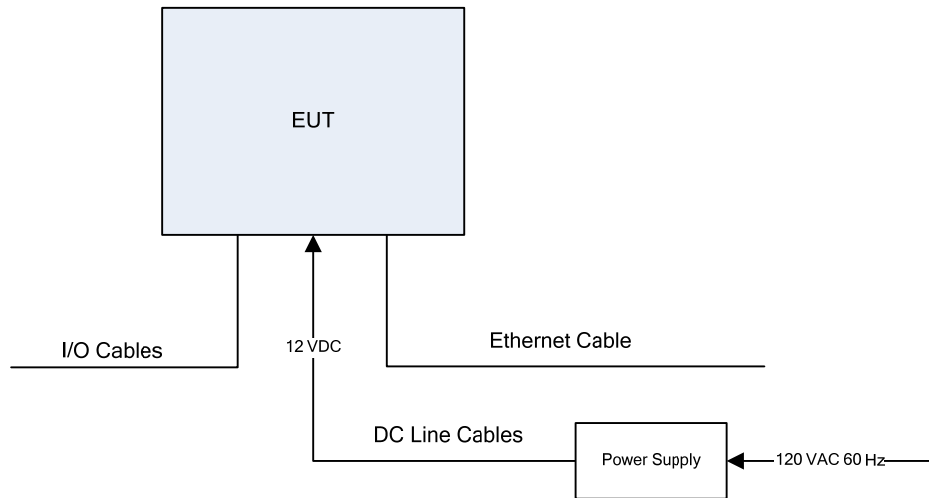 EUT
I/O Cables
12 VDC
Ethernet Cable
DC Line Cables
Power Supply
120 VAC 60 Hz